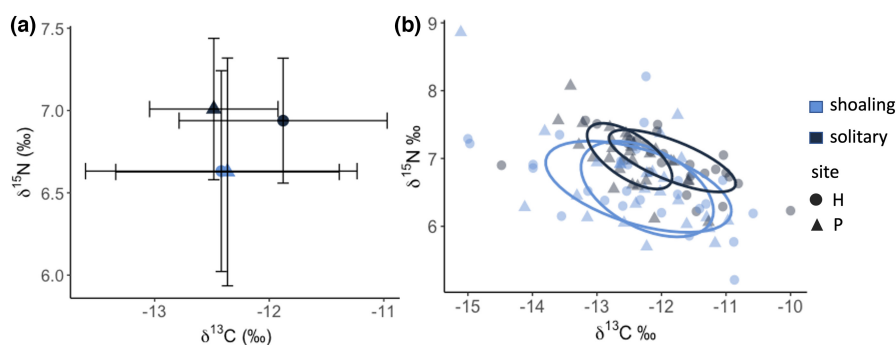 (a)
7.5
7.0
6.5
6.0
δ15N (‰)
-13
-12
-11
δ13C (‰)
(b)
9
8
7
6
δ15N ‰
-15
-14
-13
-12
-11
-10
δ13C ‰
shoaling
solitary
site
H
P